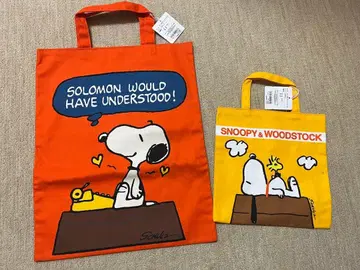 SOLOMON WOULD
HAVE UNDERSTOOD!
SNOOPY & WOODSTOCK